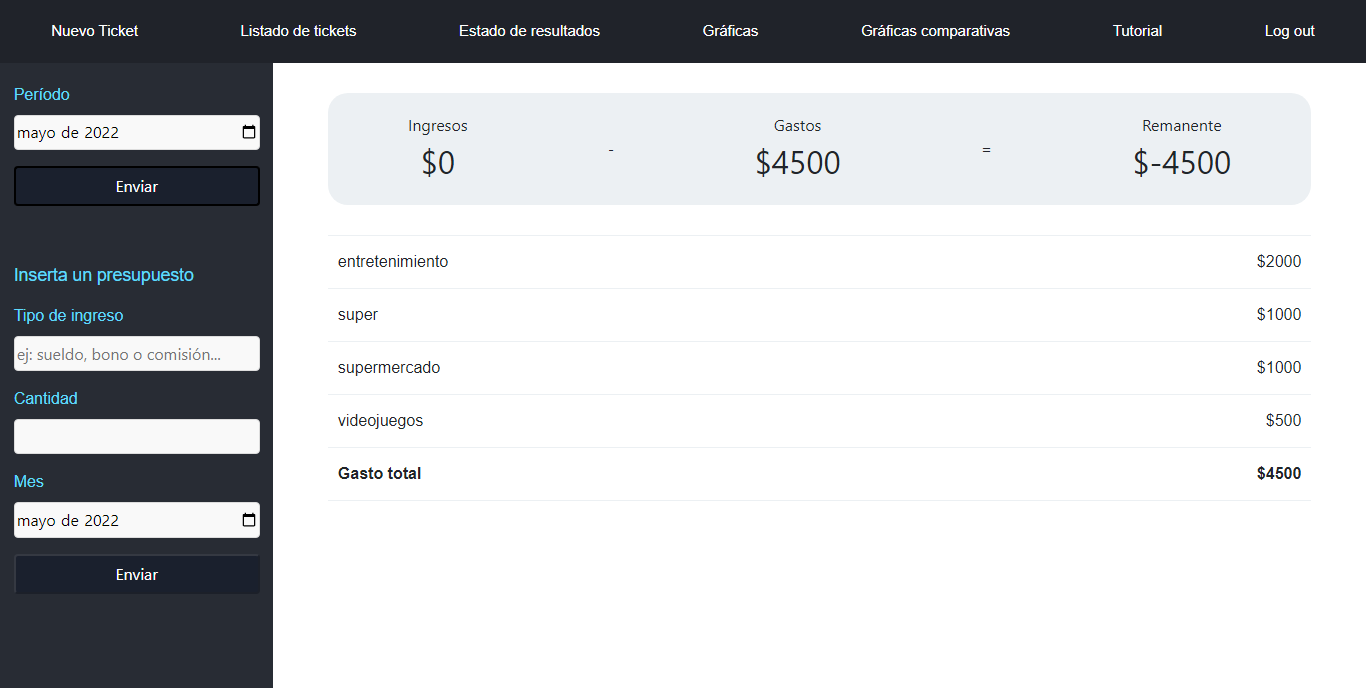 Nuevo Ticket Listado de tickets Estado de resultados Gráficas Gráficas comparativas Tutorial Log out
Período
mayo de 2022
Enviar
Inserta un presupuesto
Tipo de ingreso
ej: sueldo, bono o comisión...
Cantidad
Mes
mayo de 2022
Enviar
Ingresos Gastos Remanente
$0 - $4500 = $-4500
entretenimiento $2000
super $1000
supermercado $1000
videojuegos $500
Gasto total $4500